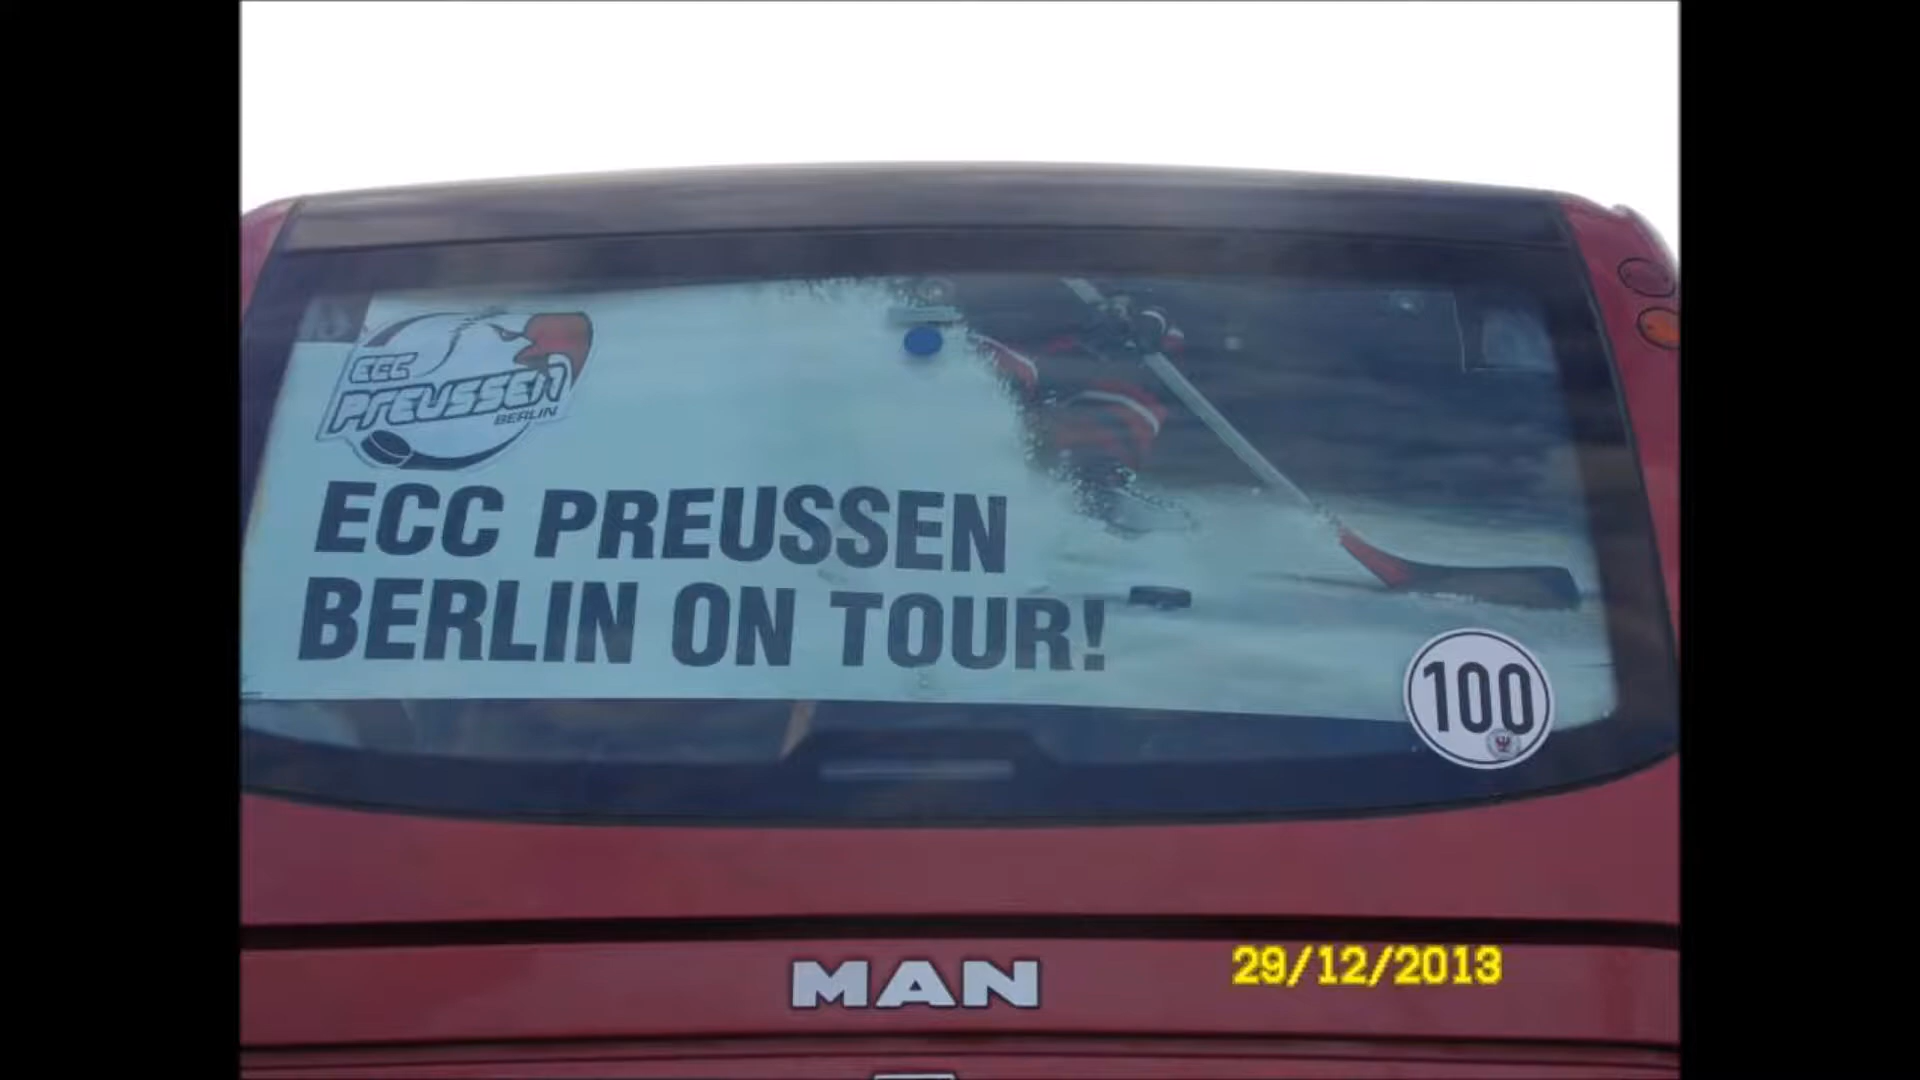 ECC
PREUSSEN
BERLIN
ECC PREUSSEN
BERLIN ON TOUR!
100
MAN
29/12/2013